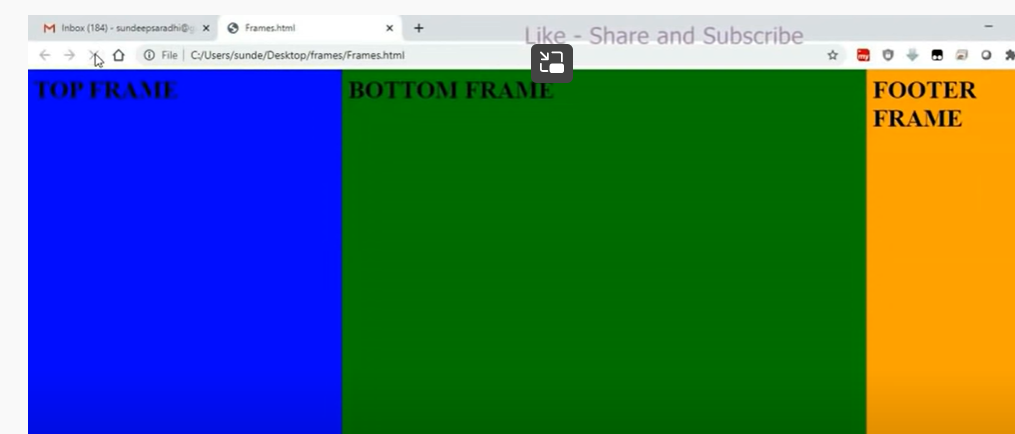 Inbox (184) - sundeepsaradhi@g
Frames.html
Like - Share and Subscribe
File | C:/Users/sunde/Desktop/frames/Frames.html
TOP FRAME
BOTTOM FRAME
FOOTER
FRAME